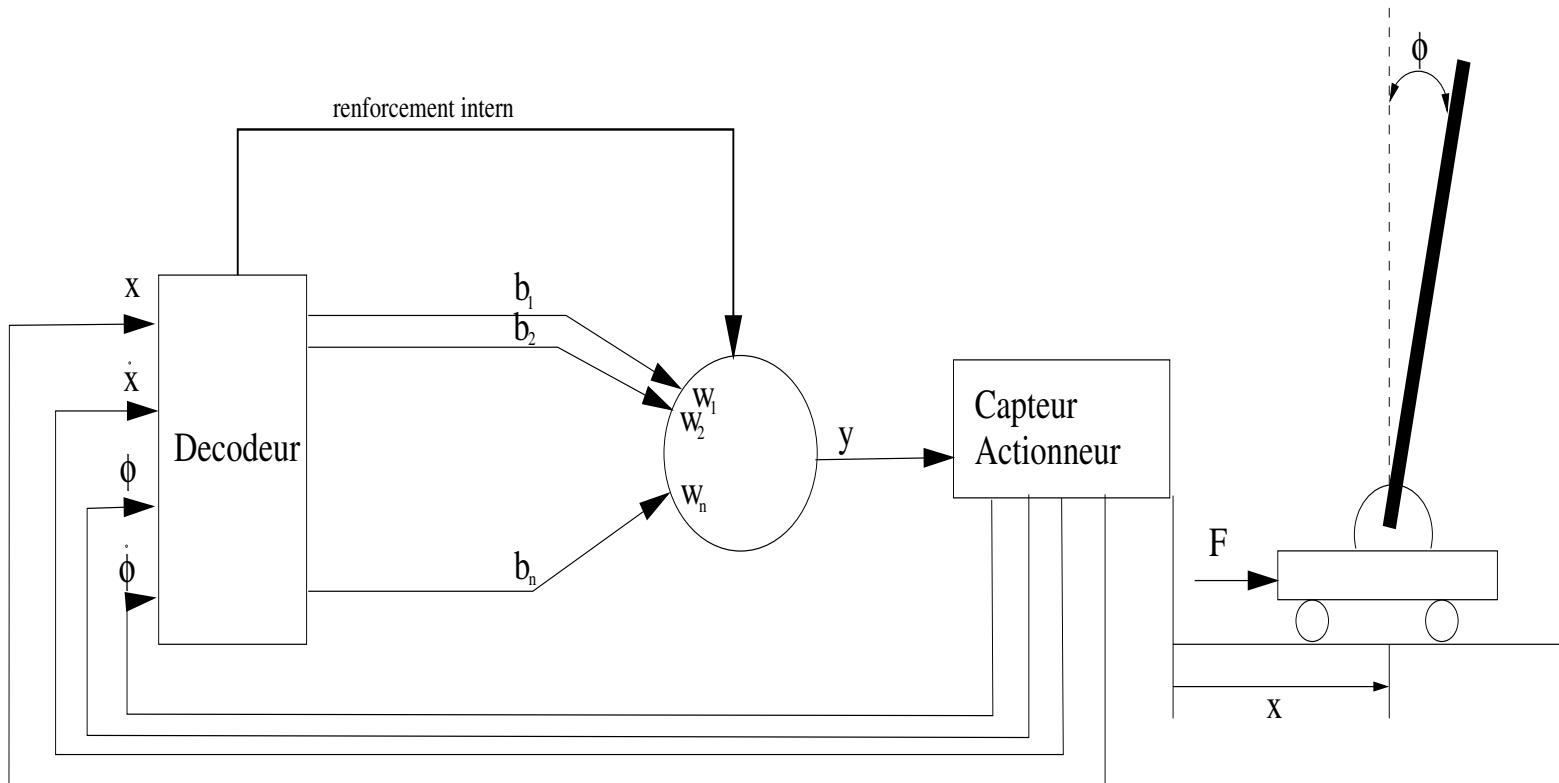 renforcement intern
ϕ
x
ẋ
ϕ
ϕ̇
Decodeur
b₁
b₂
bₙ
w₁
w₂
wₙ
y
Capteur
Actionneur
F
x